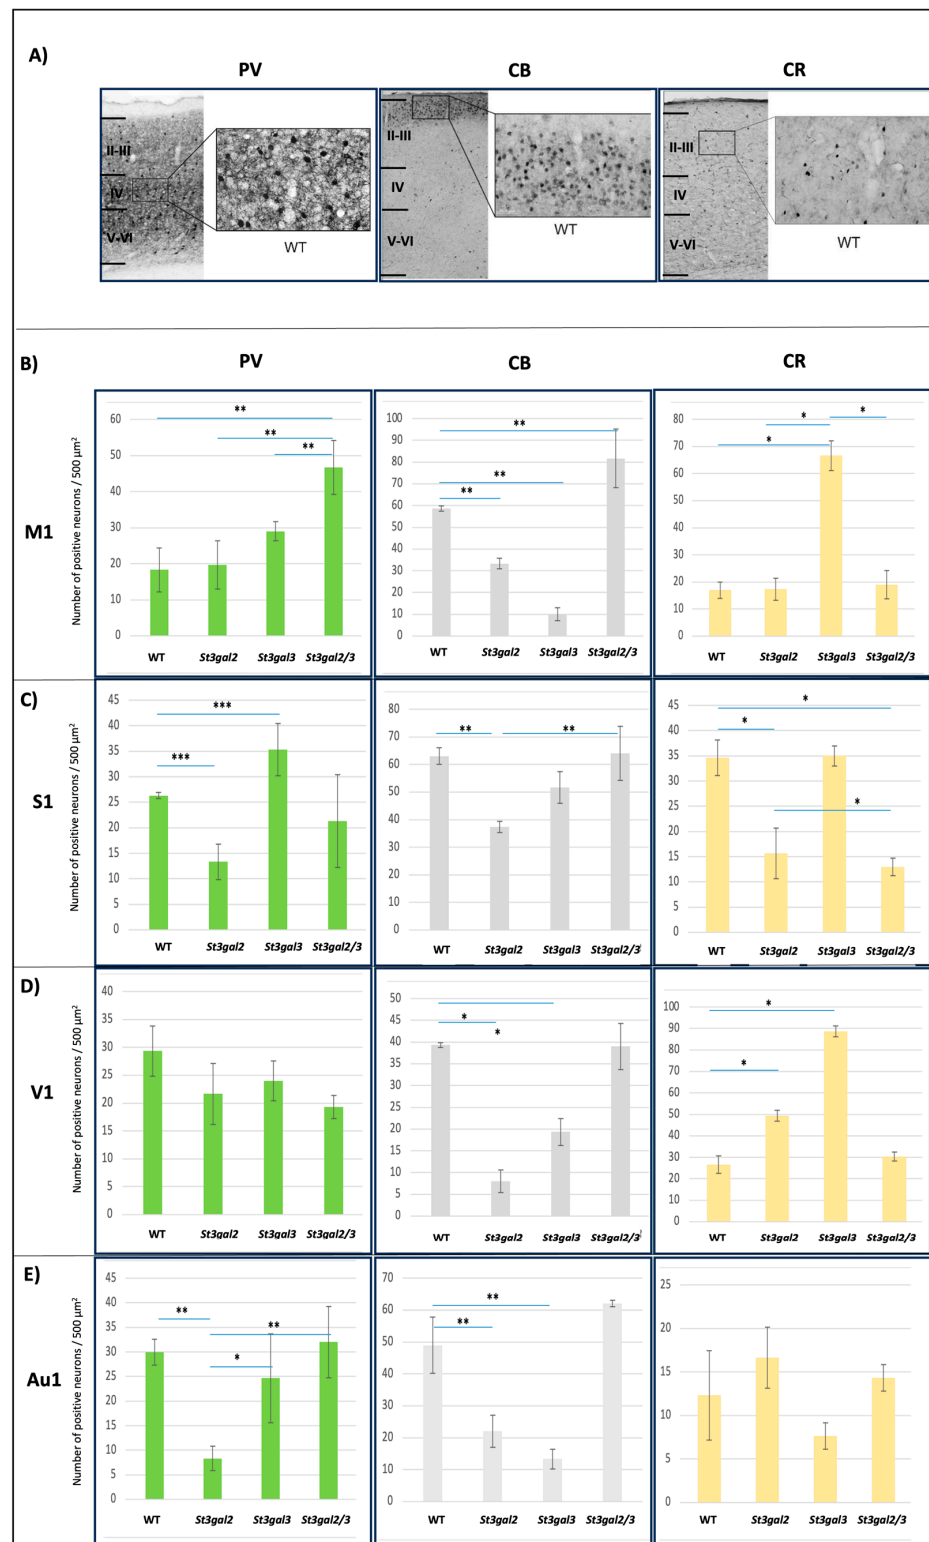 A)
PV CB CR
II-III
IV
V-VI
WT
II-III
IV
V-VI
WT
II-III
IV
V-VI
WT
B)
PV CB CR
M1
Number of positive neurons / 500 µm²
60
50
40
30
20
10
0
** ** **
WT St3gal2 St3gal3 St3gal2/3
100
90
80
70
60
50
40
30
20
10
0
** ** **
WT St3gal2 St3gal3 St3gal2/3
80
70
60
50
40
30
20
10
0
* * *
WT St3gal2 St3gal3 St3gal2/3
C)
S1
Number of positive neurons / 500 µm²
45
40
35
30
25
20
15
10
5
0
*** ***
WT St3gal2 St3gal3 St3gal2/3
80
70
60
50
40
30
20
10
0
** **
WT St3gal2 St3gal3 St3gal2/3
45
40
35
30
25
20
15
10
5
0
* * *
WT St3gal2 St3gal3 St3gal2/3
D)
V1
Number of positive neurons / 500 µm²
40
35
30
25
20
15
10
5
0
WT St3gal2 St3gal3 St3gal2/3
50
45
40
35
30
25
20
15
10
5
0
* *
WT St3gal2 St3gal3 St3gal2/3
100
90
80
70
60
50
40
30
20
10
0
* *
WT St3gal2 St3gal3 St3gal2/3
E)
Au1
Number of positive neurons / 500 µm²
45
40
35
30
25
20
15
10
5
0
** ** *
WT St3gal2 St3gal3 St3gal2/3
70
60
50
40
30
20
10
0
** **
WT St3gal2 St3gal3 St3gal2/3
25
20
15
10
5
0
WT St3gal2 St3gal3 St3gal2/3